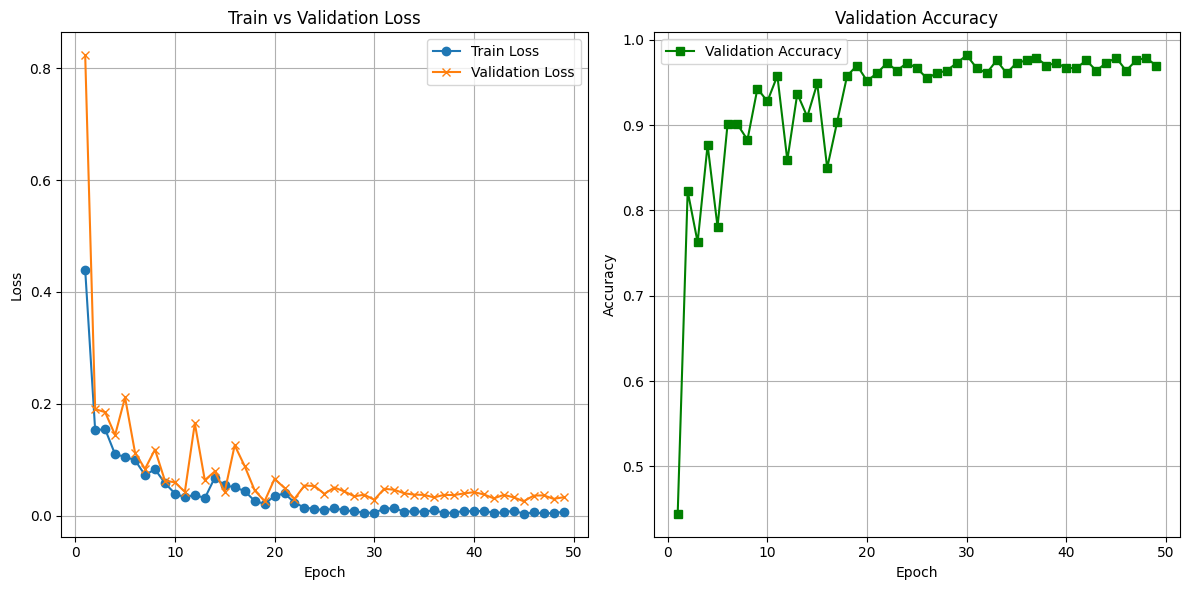 Train vs Validation Loss
Train Loss
Validation Loss
0.8
0.6
0.4
0.2
0.0
Loss
0 10 20 30 40 50
Epoch
Validation Accuracy
Validation Accuracy
1.0
0.9
0.8
0.7
0.6
0.5
Accuracy
0 10 20 30 40 50
Epoch